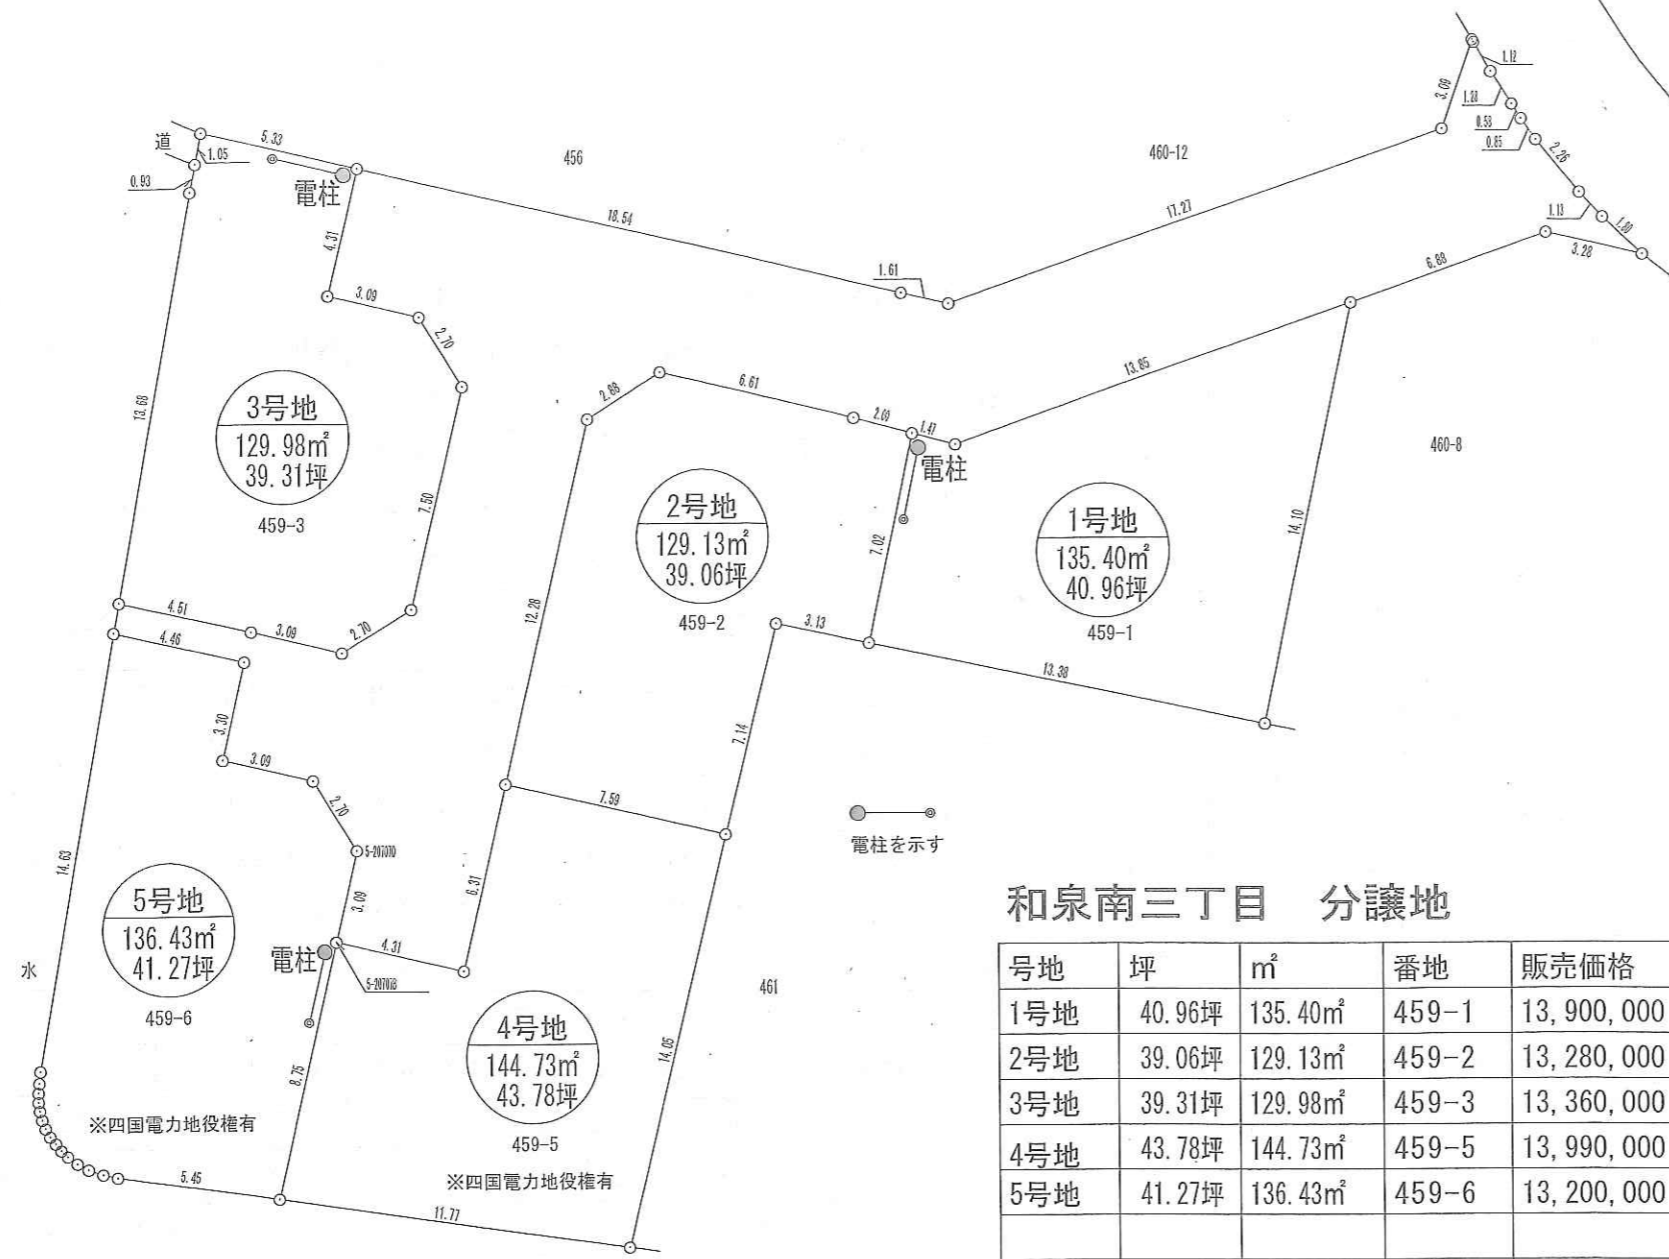 道
1.05
0.93
5.33
電柱
456
460-12
18.54
1.61
17.27
3.09
1.12
1.28
0.58
0.85
2.26
1.13
1.80
3.28
6.88
4.31
3.09
2.70
13.68
3号地
129.98㎡
39.31坪
459-3
7.50
4.51
3.09
2.70
2.88
6.61
2.00
1.47
電柱
13.85
460-8
2号地
129.13㎡
39.06坪
459-2
12.28
7.02
3.13
1号地
135.40㎡
40.96坪
459-1
14.10
13.38
7.14
7.59
4.46
3.30
3.09
2.70
5-207070
3.09
6.31
4.31
14.63
5号地
136.43㎡
41.27坪
459-6
電柱
8.75
水
※四国電力地役権有
5.45
4号地
144.73㎡
43.78坪
459-5
※四国電力地役権有
14.05
11.77
461
電柱を示す
和泉南三丁目 分譲地
号地 坪 ㎡ 番地 販売価格
1号地 40.96坪 135.40㎡ 459-1 13,900,000
2号地 39.06坪 129.13㎡ 459-2 13,280,000
3号地 39.31坪 129.98㎡ 459-3 13,360,000
4号地 43.78坪 144.73㎡ 459-5 13,990,000
5号地 41.27坪 136.43㎡ 459-6 13,200,000